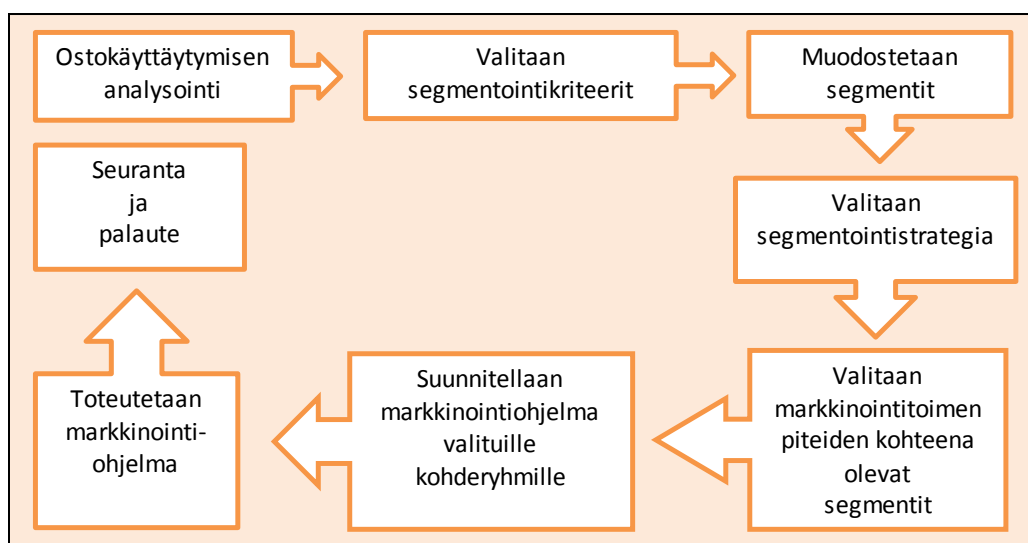 Ostokäyttäytymisen
analysointi
Valitaan
segmentointikriteerit
Muodostetaan
segmentit
Valitaan
segmentointistrategia
Valitaan
markkinointitoimen
piteiden kohteena
olevat
segmentit
Suunnitellaan
markkinointiohjelma
valituille
kohderyhmille
Toteutetaan
markkinointi-
ohjelma
Seuranta
ja
palaute